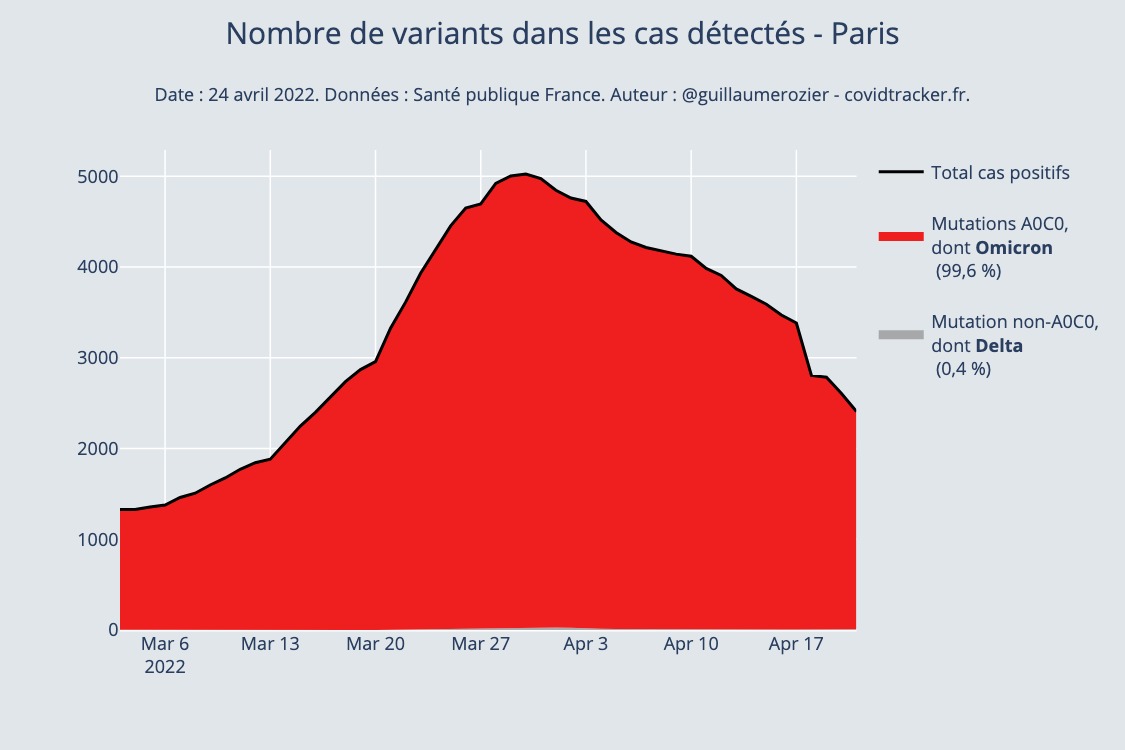 Nombre de variants dans les cas détectés - Paris
Date : 24 avril 2022. Données : Santé publique France. Auteur : @guillaumerozier - covidtracker.fr.
5000
4000
3000
2000
1000
0
Mar 6
2022
Mar 13
Mar 20
Mar 27
Apr 3
Apr 10
Apr 17
Total cas positifs
Mutations A0C0,
dont Omicron
(99,6 %)
Mutation non-A0C0,
dont Delta
(0,4 %)